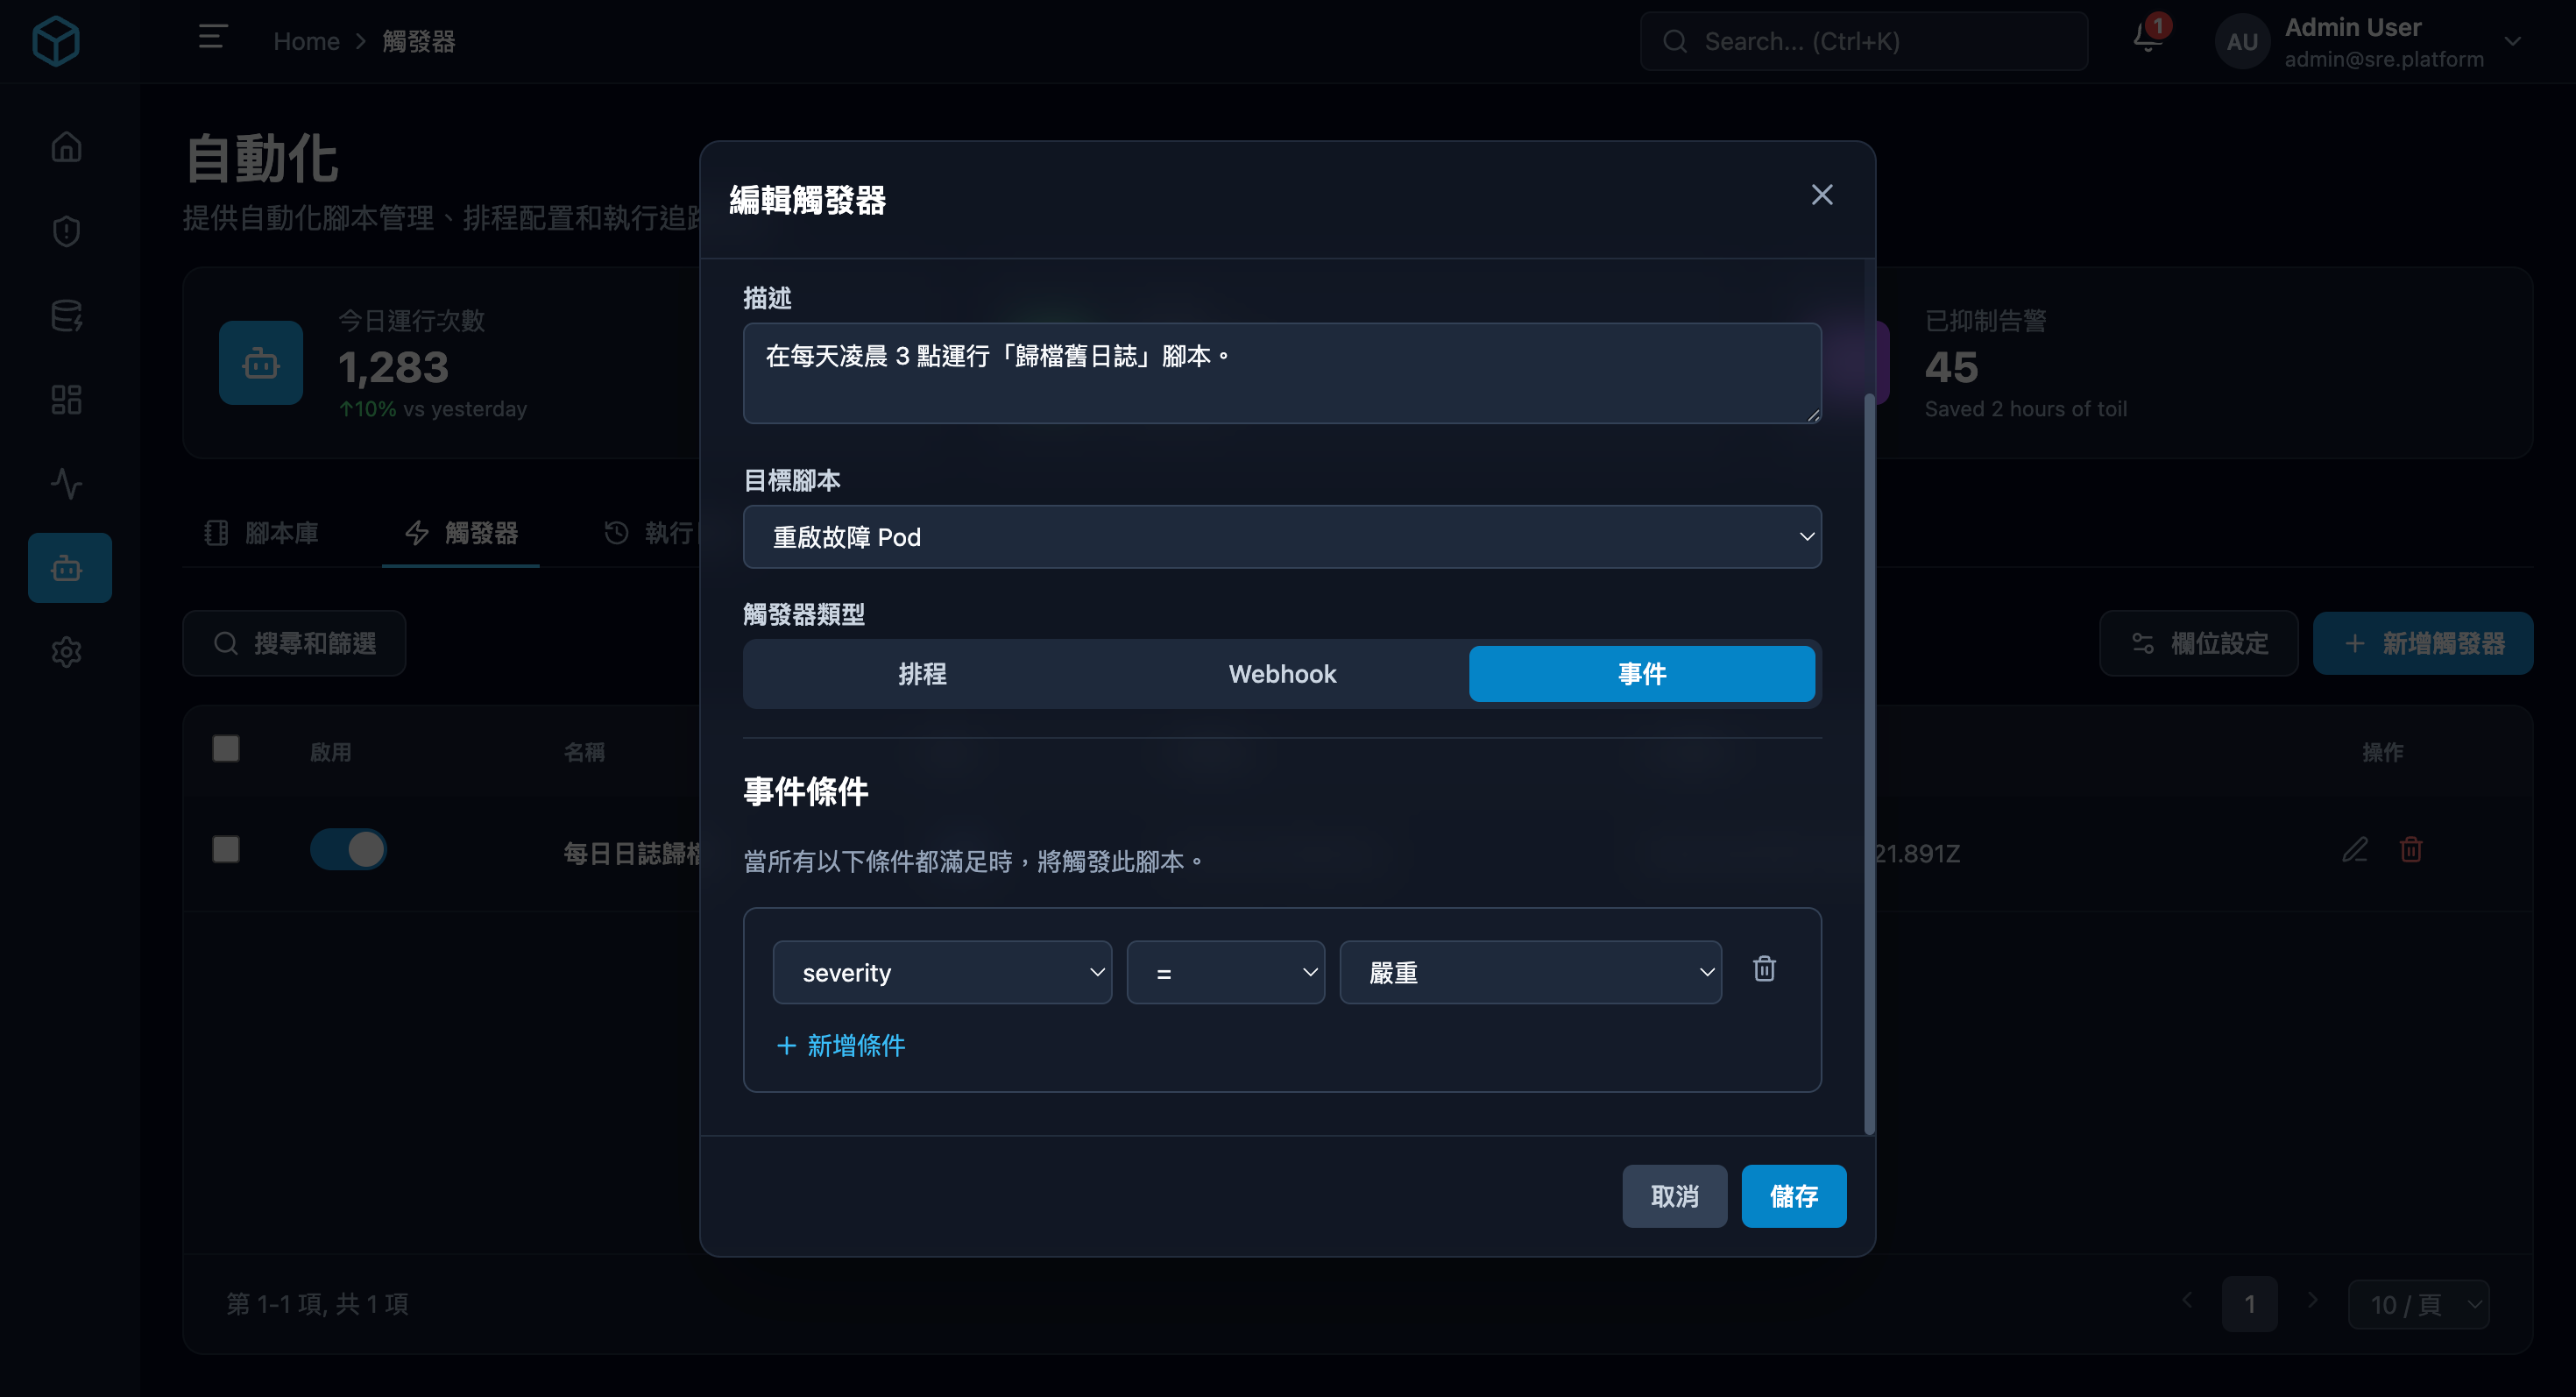 Home > 觸發器
Search... (Ctrl+K)
1
AU
Admin User
admin@sre.platform
自動化
提供自動化腳本管理、排程配置和執行追
今日運行次數
1,283
↑10% vs yesterday
已抑制告警
45
Saved 2 hours of toil
腳本庫
觸發器
執行
搜尋和篩選
欄位設定
+ 新增觸發器
啟用
名稱
操作
每日日誌歸
21.891Z
第 1-1 項, 共 1 項
1
10 / 頁
編輯觸發器
描述
在每天凌晨 3 點運行「歸檔舊日誌」腳本。
目標腳本
重啟故障 Pod
觸發器類型
排程
Webhook
事件
事件條件
當所有以下條件都滿足時，將觸發此腳本。
severity
=
嚴重
+ 新增條件
取消
儲存